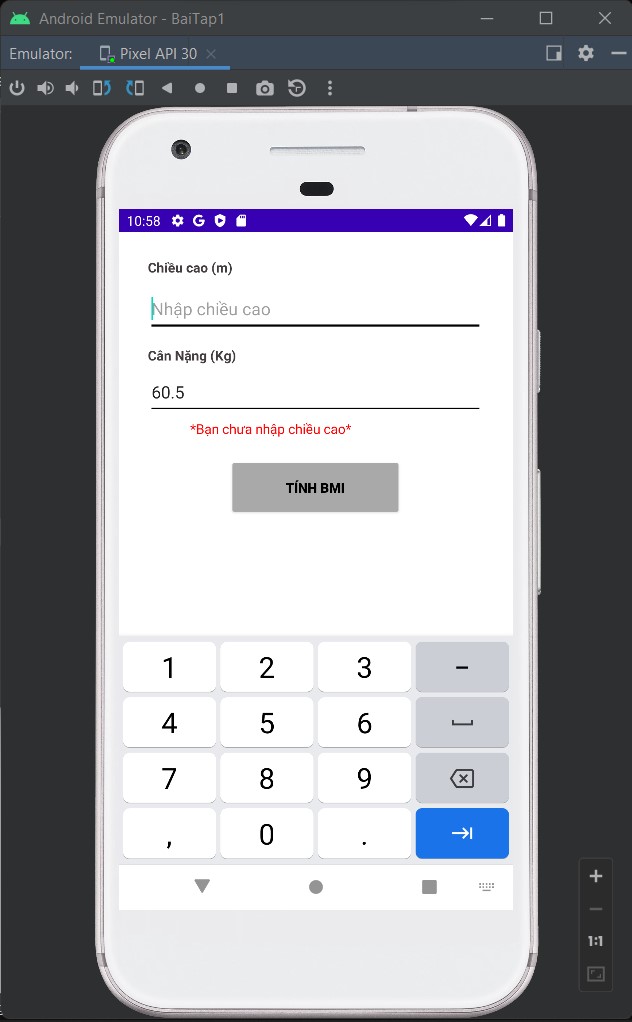 Android Emulator - BaiTap1
Emulator: Pixel API 30
10:58
Chiều cao (m)
Nhập chiều cao
Cân Nặng (Kg)
60.5
*Bạn chưa nhập chiều cao*
TÍNH BMI
1 2 3 -
4 5 6
7 8 9
, 0 .
1:1